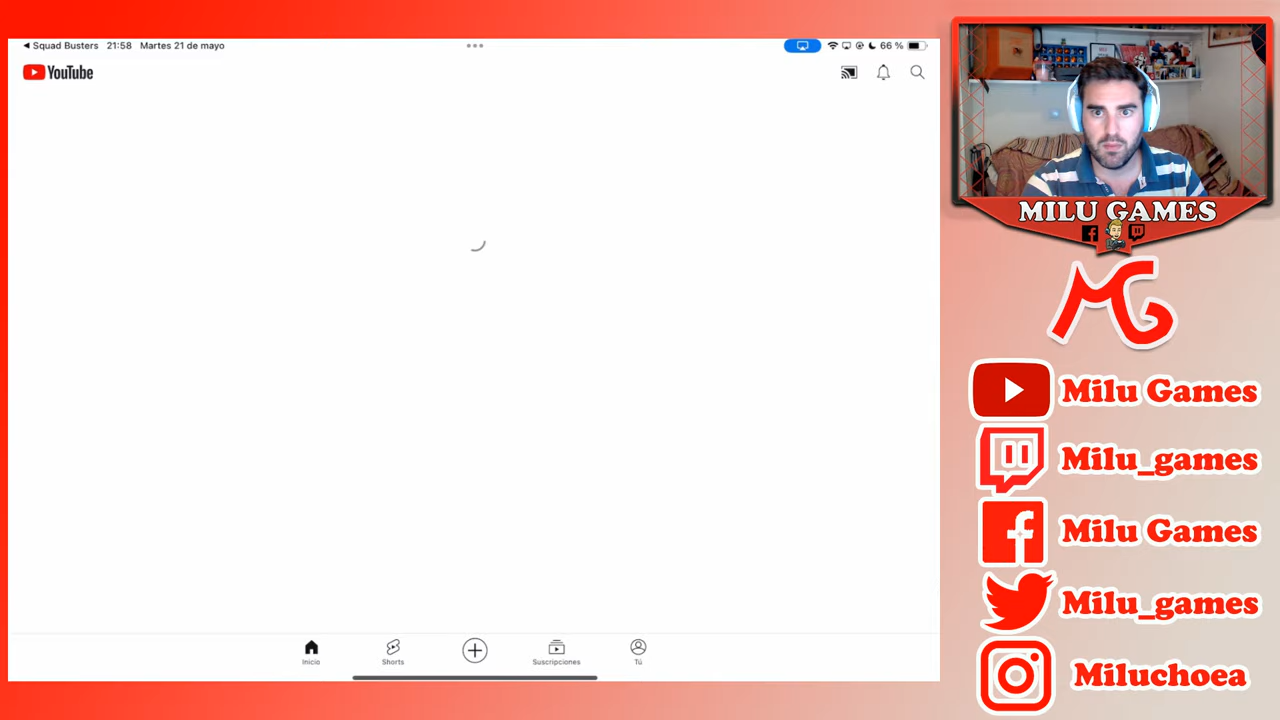 Squad Busters 21:58 Martes 21 de mayo
66 %
YouTube
Inicio
Shorts
Suscripciones
Tú
MILU GAMES
MG
Milu Games
Milu_games
Milu Games
Milu_games
Miluchoea